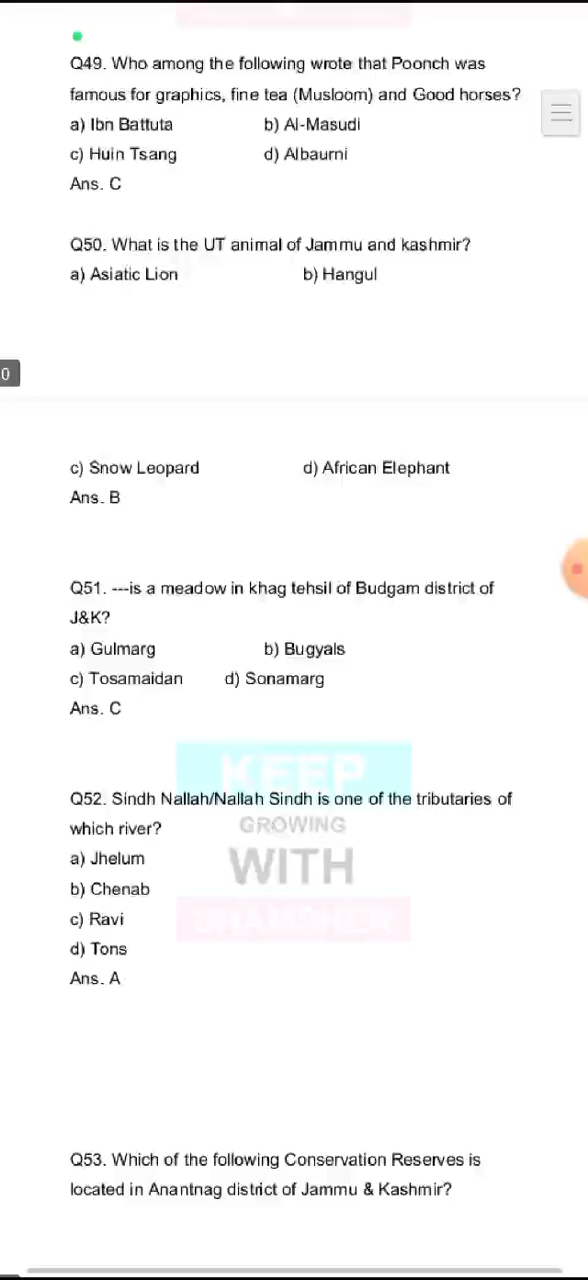 Q49. Who among the following wrote that Poonch was
famous for graphics, fine tea (Musloom) and Good horses?
a) Ibn Battuta b) Al-Masudi
c) Huin Tsang d) Albaurni
Ans. C
Q50. What is the UT animal of Jammu and kashmir?
a) Asiatic Lion b) Hangul
0
c) Snow Leopard d) African Elephant
Ans. B
Q51. ---is a meadow in khag tehsil of Budgam district of
J&K?
a) Gulmarg b) Bugyals
c) Tosamaidan d) Sonamarg
Ans. C
KEEP
Q52. Sindh Nallah/Nallah Sindh is one of the tributaries of
which river?
GROWING
a) Jhelum
WITH
b) Chenab
c) Ravi
d) Tons
Ans. A
Q53. Which of the following Conservation Reserves is
located in Anantnag district of Jammu & Kashmir?